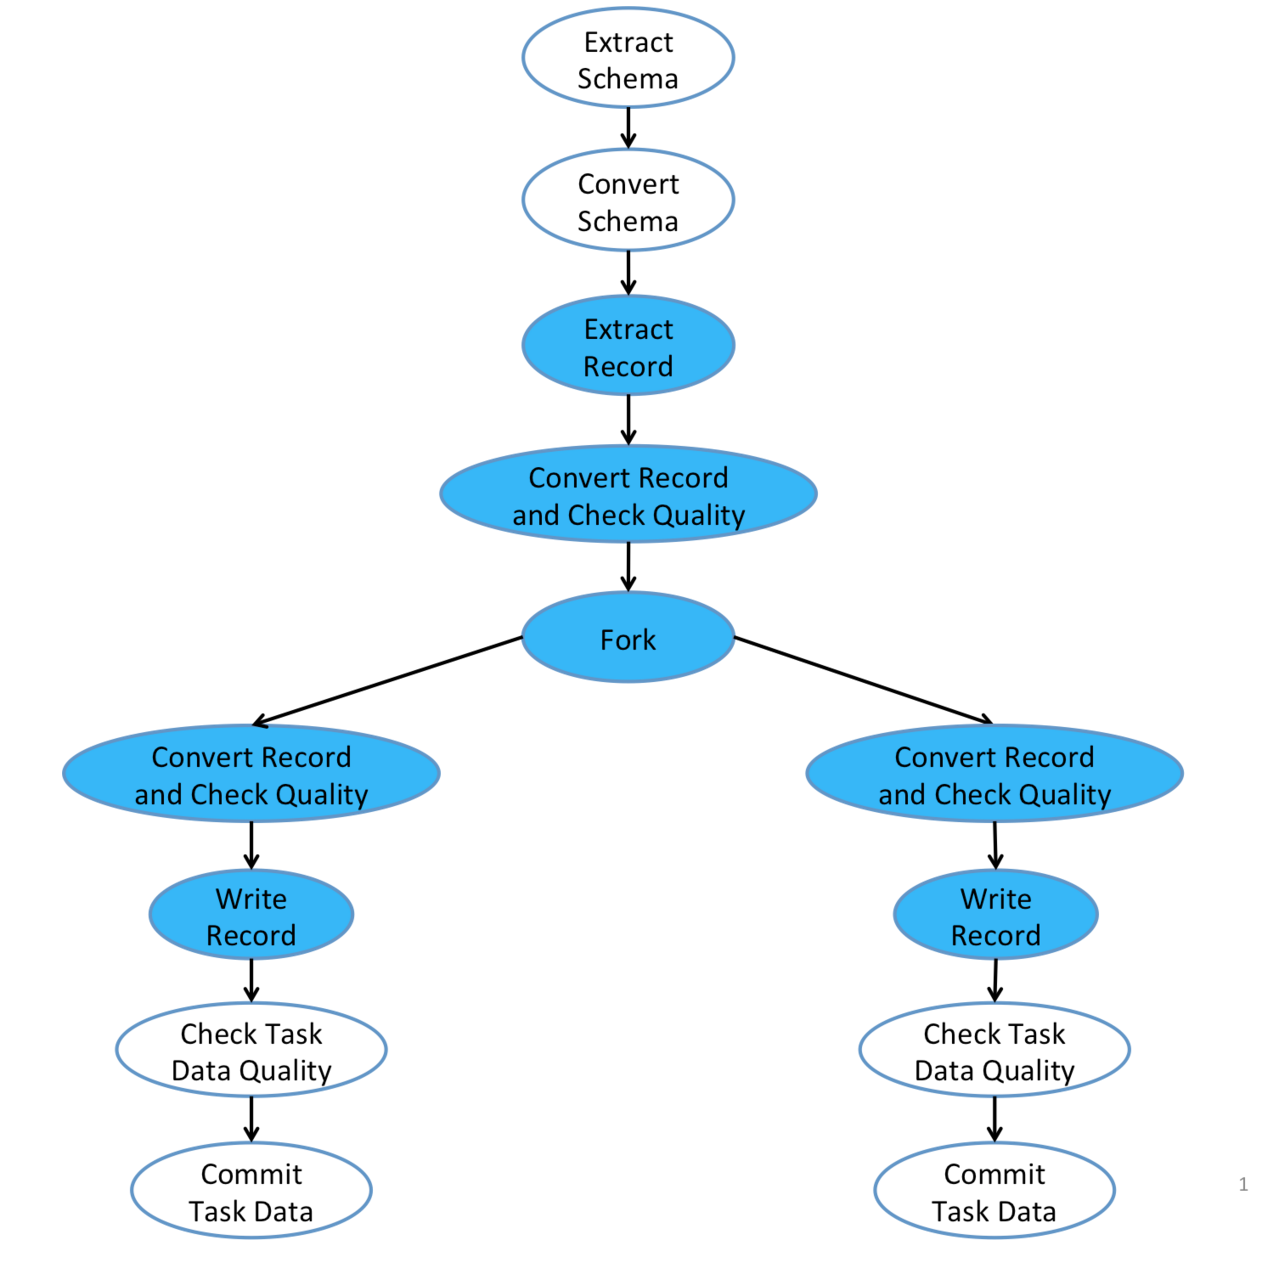 Extract
Schema
Convert
Schema
Extract
Record
Convert Record
and Check Quality
Fork
Convert Record
and Check Quality
Convert Record
and Check Quality
Write
Record
Write
Record
Check Task
Data Quality
Check Task
Data Quality
Commit
Task Data
Commit
Task Data
1